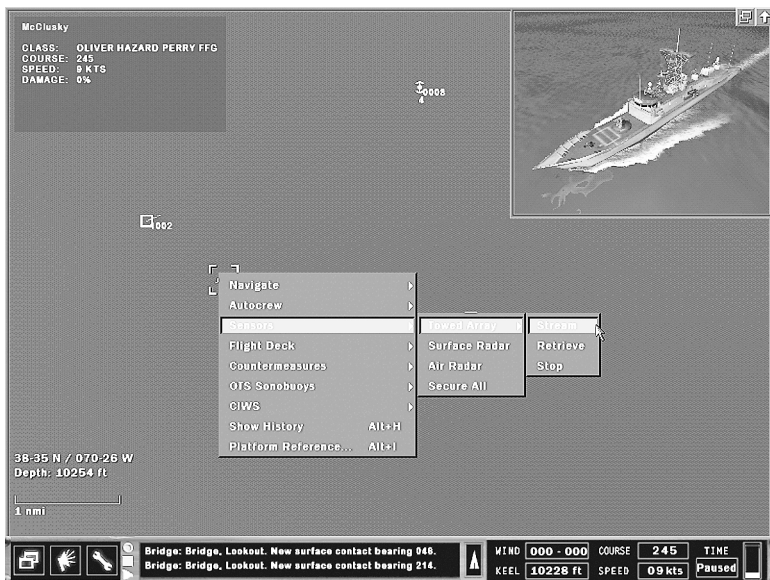 McClusky
CLASS: OLIVER HAZARD PERRY FFG
COURSE: 245
SPEED: 9 KTS
DAMAGE: 0%
0008
4
1002
Navigate
Autocrew
Sensors
Flight Deck
Countermeasures
OTS Sonobuoys
CIWS
Show History Alt+H
Platform Reference... Alt+I
Towed Array
Surface Radar
Air Radar
Secure All
Stream
Retrieve
Stop
38-35 N / 070-26 W
Depth: 10254 ft
1 nmi
Bridge: Bridge, Lookout. New surface contact bearing 046.
Bridge: Bridge, Lookout. New surface contact bearing 214.
WIND 000 - 000 COURSE 245 TIME
KEEL 10228 ft SPEED 09 kts Paused